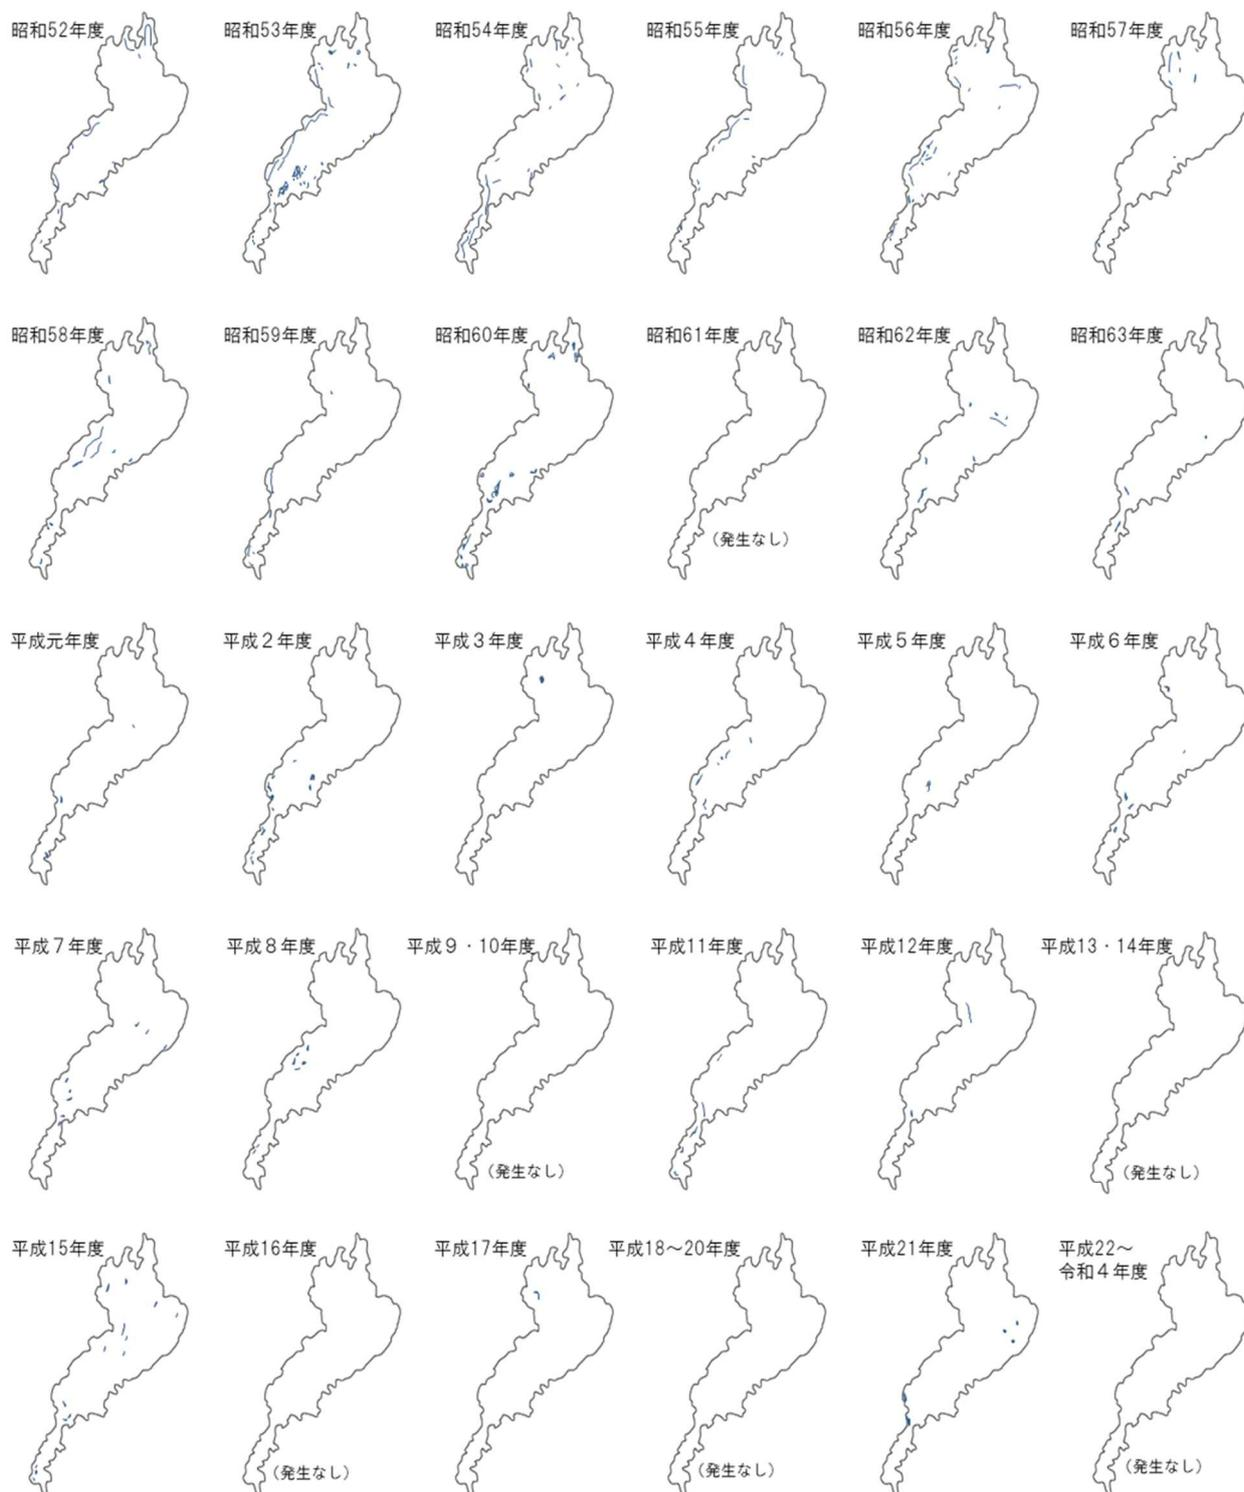 昭和52年度
昭和53年度
昭和54年度
昭和55年度
昭和56年度
昭和57年度
昭和58年度
昭和59年度
昭和60年度
昭和61年度
（発生なし）
昭和62年度
昭和63年度
平成元年度
平成２年度
平成３年度
平成４年度
平成５年度
平成６年度
平成７年度
平成８年度
平成９・10年度
（発生なし）
平成11年度
平成12年度
平成13・14年度
（発生なし）
平成15年度
平成16年度
（発生なし）
平成17年度
平成18～20年度
（発生なし）
平成21年度
平成22～
令和４年度
（発生なし）